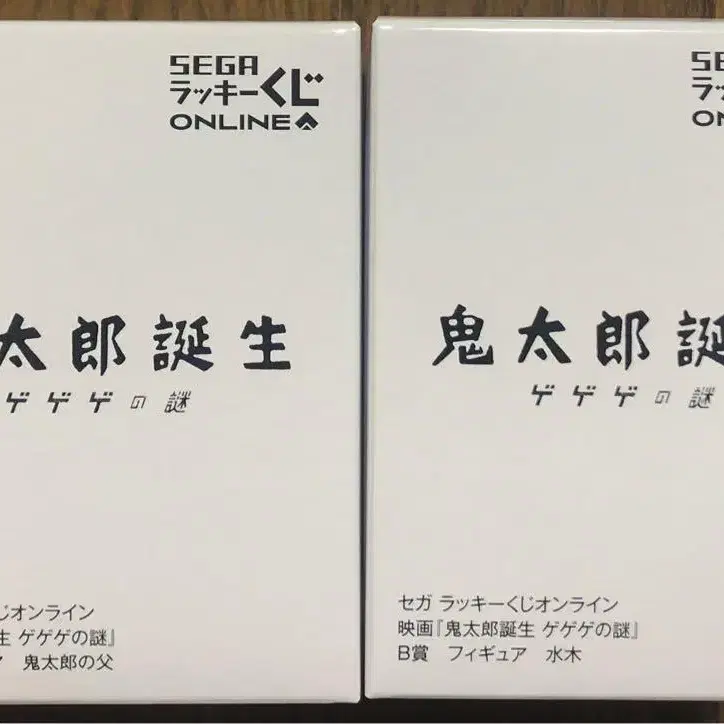 SEGA
ラッキーくじ
ONLINE
太郎誕生
ゲゲゲの謎
じオンライン
生 ゲゲゲの謎』
ア 鬼太郎の父
SE
ラッ
ON
鬼太郎誕
ゲゲゲの謎
セガ ラッキーくじオンライン
映画『鬼太郎誕生 ゲゲゲの謎』
B賞 フィギュア 水木